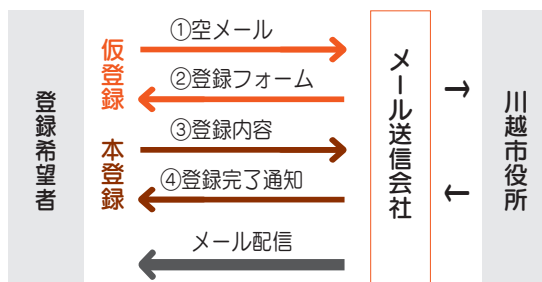 登録希望者
仮登録
①空メール
②登録フォーム
本登録
③登録内容
④登録完了通知
メール配信
メール送信会社
川越市役所